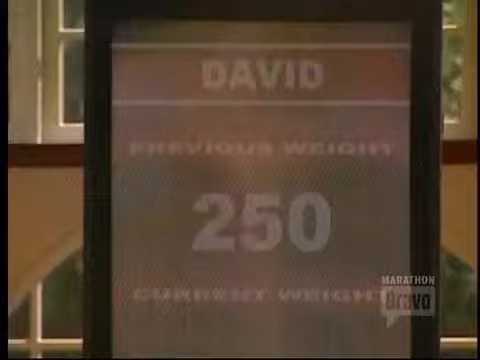 DAVID
PREVIOUS WEIGHT
250
CURRENT WEIGHT
MARATHON
Bravo